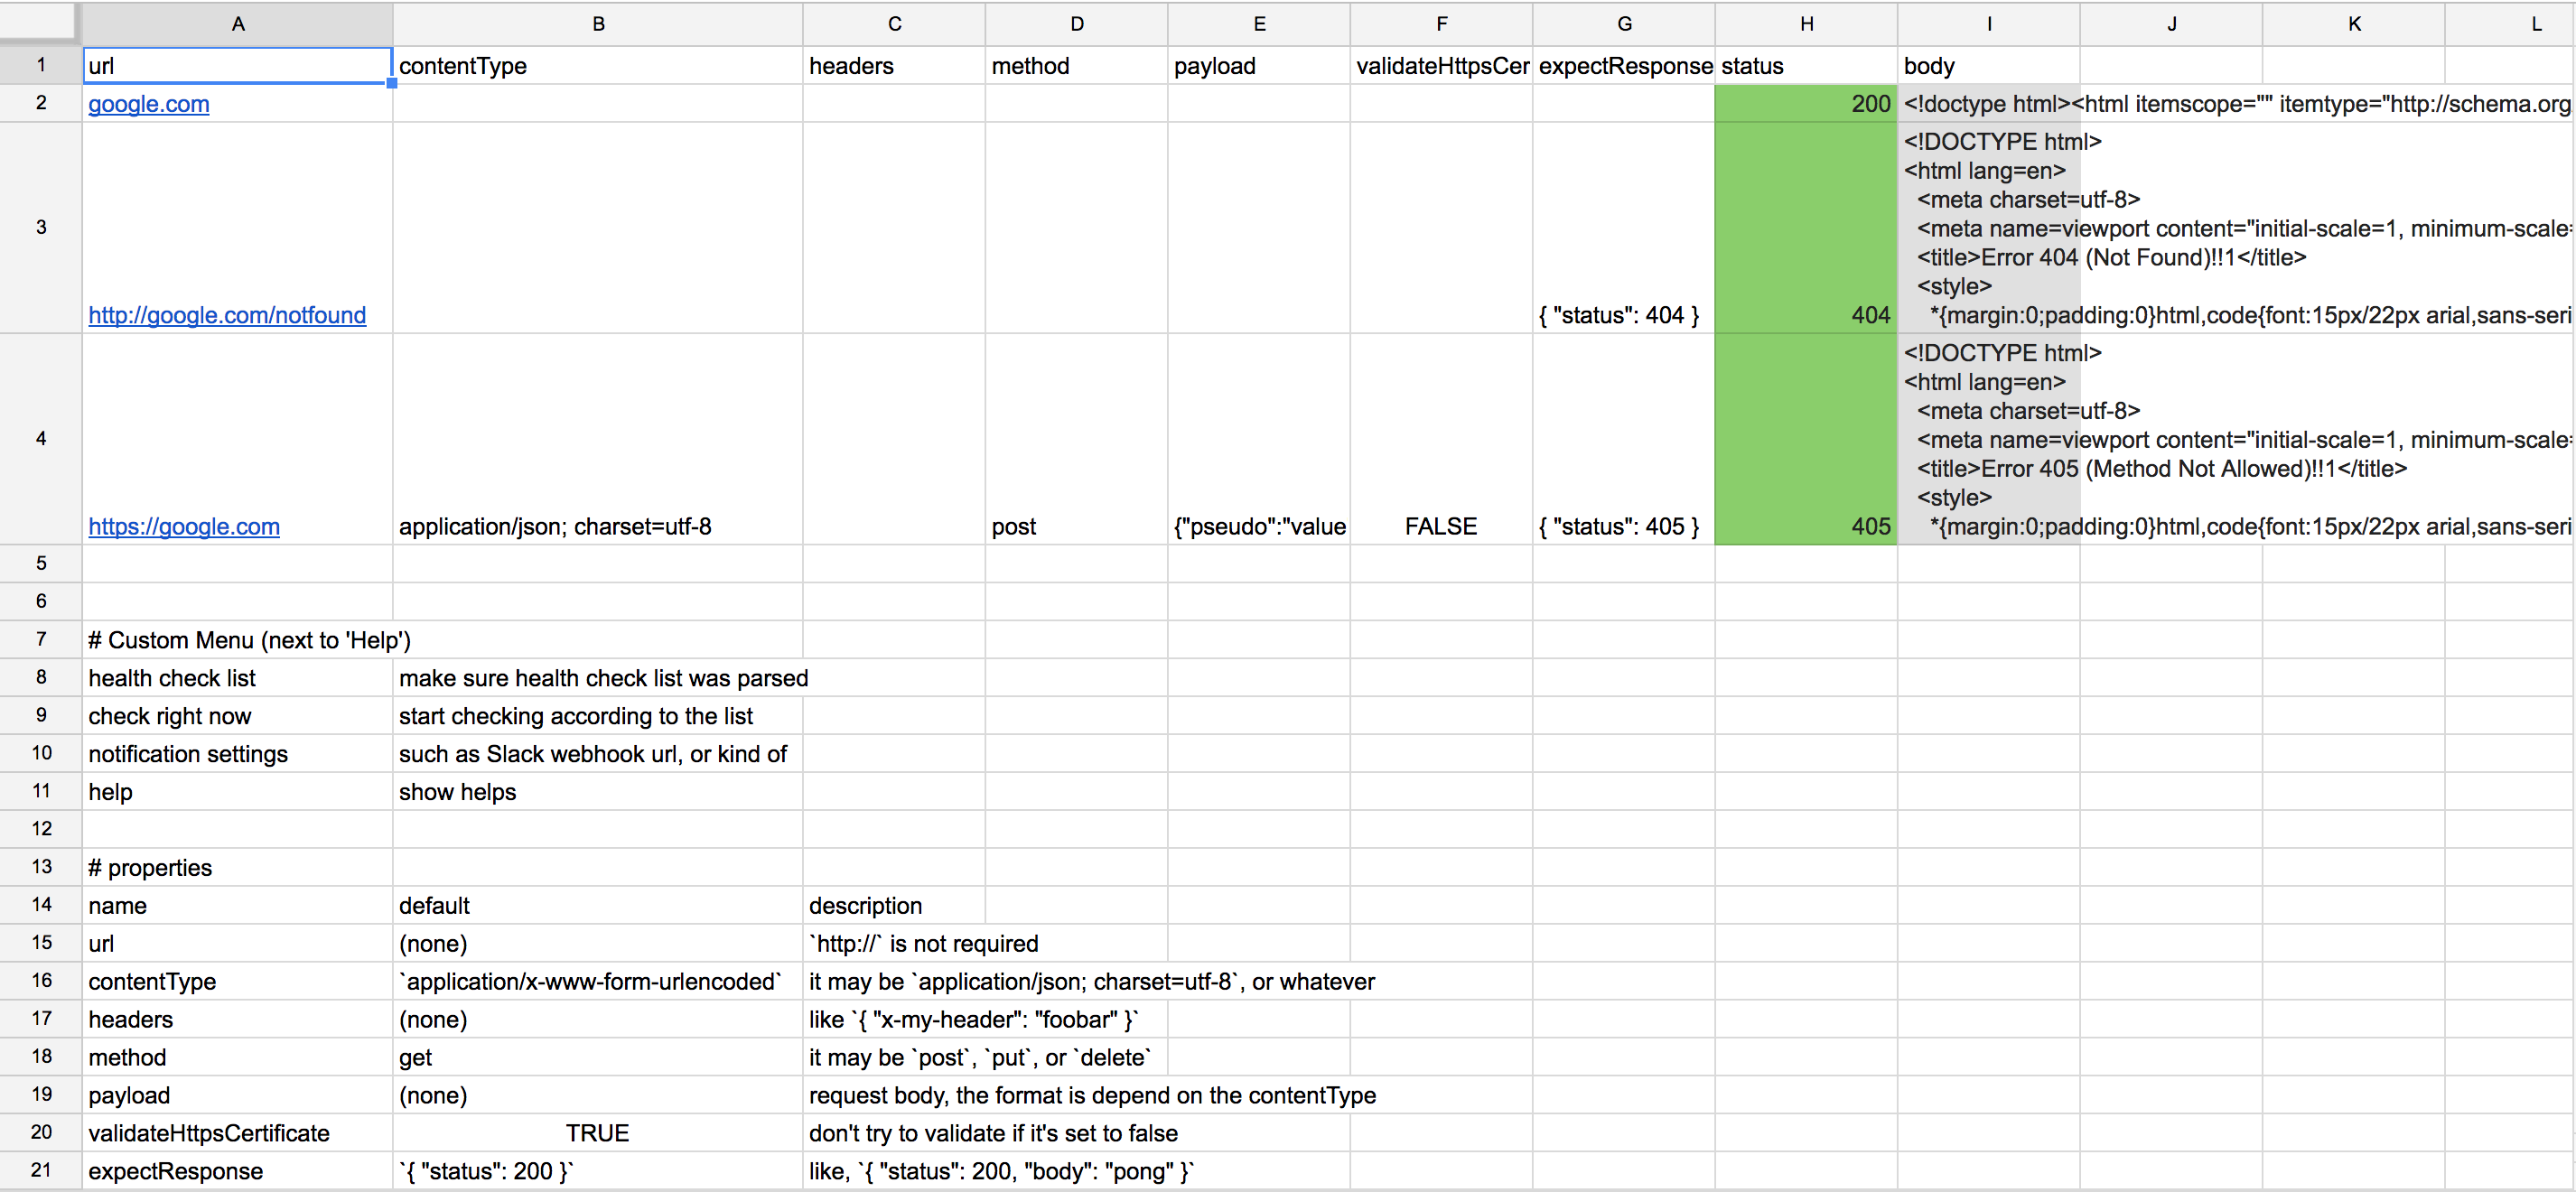 A B C D E F G H I J K L
1 url contentType headers method payload validateHttpsCer expectResponse status body
2 google.com 200 <!doctype html><html itemscope="" itemtype="http://schema.org
<!DOCTYPE html>
<html lang=en>
<meta charset=utf-8>
3 <meta name=viewport content="initial-scale=1, minimum-scale=
<title>Error 404 (Not Found)!!1</title>
<style>
http://google.com/notfound { "status": 404 } 404 *{margin:0;padding:0}html,code{font:15px/22px arial,sans-seri
<!DOCTYPE html>
<html lang=en>
<meta charset=utf-8>
4 <meta name=viewport content="initial-scale=1, minimum-scale=
<title>Error 405 (Method Not Allowed)!!1</title>
<style>
https://google.com application/json; charset=utf-8 post {"pseudo":"value FALSE { "status": 405 } 405 *{margin:0;padding:0}html,code{font:15px/22px arial,sans-seri
5
6
7 # Custom Menu (next to 'Help')
8 health check list make sure health check list was parsed
9 check right now start checking according to the list
10 notification settings such as Slack webhook url, or kind of
11 help show helps
12
13 # properties
14 name default description
15 url (none) `http://` is not required
16 contentType `application/x-www-form-urlencoded` it may be `application/json; charset=utf-8`, or whatever
17 headers (none) like `{ "x-my-header": "foobar" }`
18 method get it may be `post`, `put`, or `delete`
19 payload (none) request body, the format is depend on the contentType
20 validateHttpsCertificate TRUE don't try to validate if it's set to false
21 expectResponse `{ "status": 200 }` like, `{ "status": 200, "body": "pong" }`